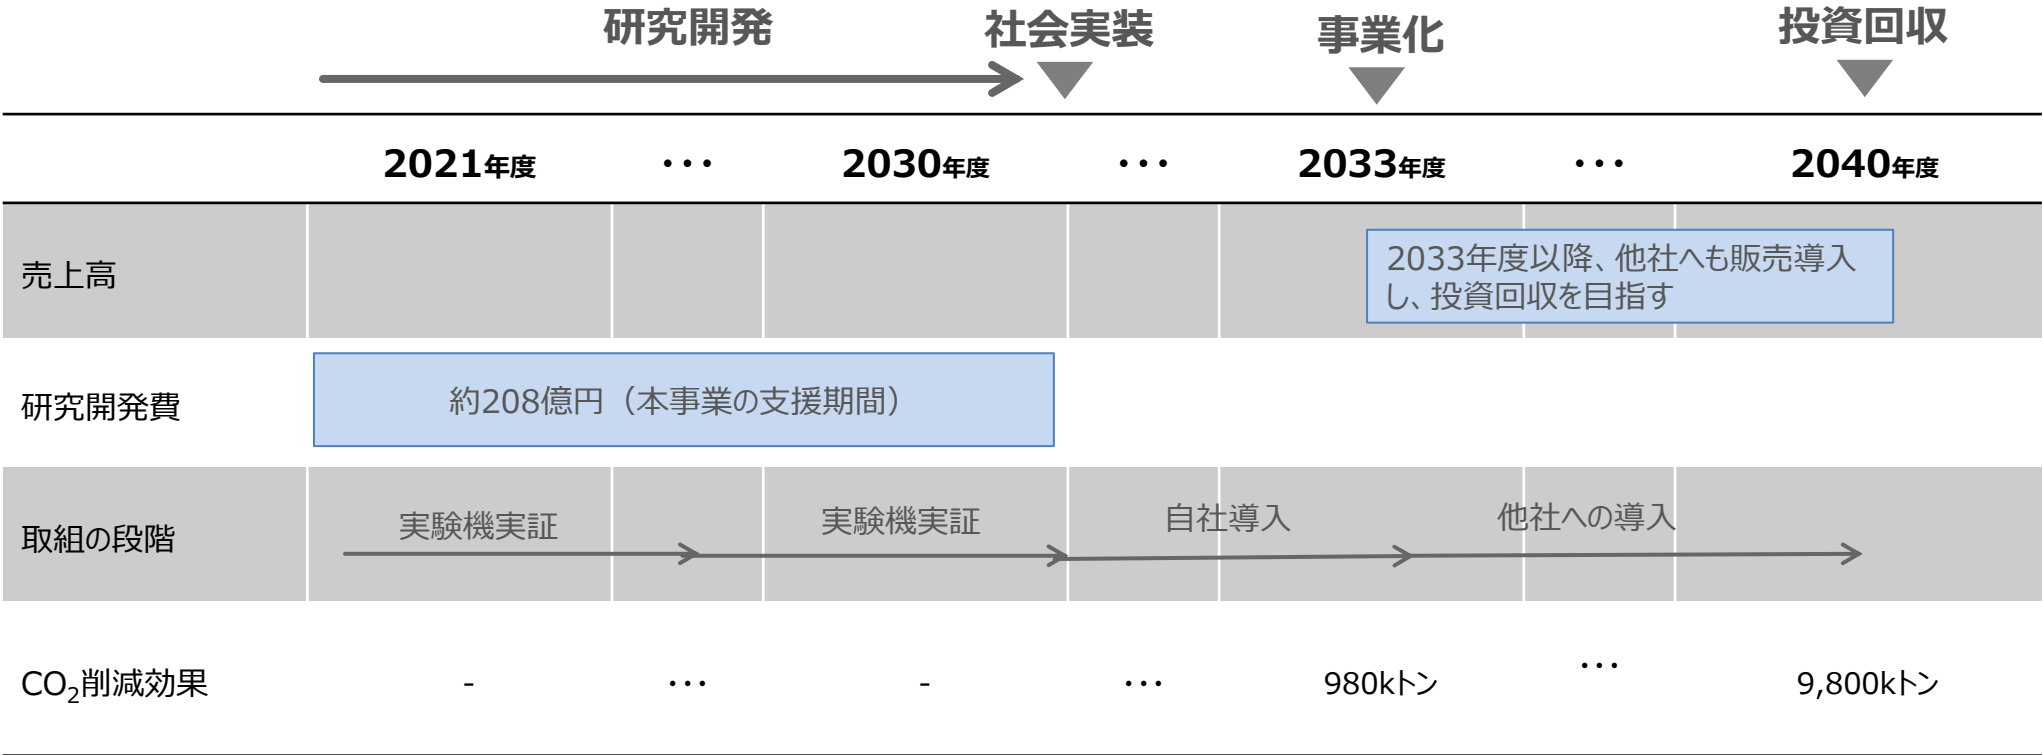 研究開発 社会実装 事業化 投資回収
2021年度 ・・・ 2030年度 ・・・ 2033年度 ・・・ 2040年度
売上高
2033年度以降、他社へも販売導入
し、投資回収を目指す
研究開発費 約208億円（本事業の支援期間）
取組の段階 実験機実証 実験機実証 自社導入 他社への導入
CO2削減効果 - ・・・ - ・・・ 980kトン ・・・ 9,800kトン